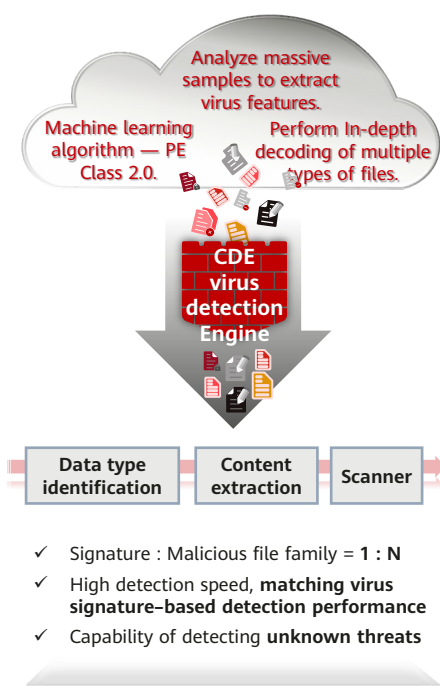 Analyze massive
samples to extract
virus features.
Machine learning
algorithm — PE
Class 2.0.
Perform In-depth
decoding of multiple
types of files.
CDE
virus
detection
Engine
Data type
identification
Content
extraction
Scanner
✓ Signature : Malicious file family = 1 : N
✓ High detection speed, matching virus
signature–based detection performance
✓ Capability of detecting unknown threats